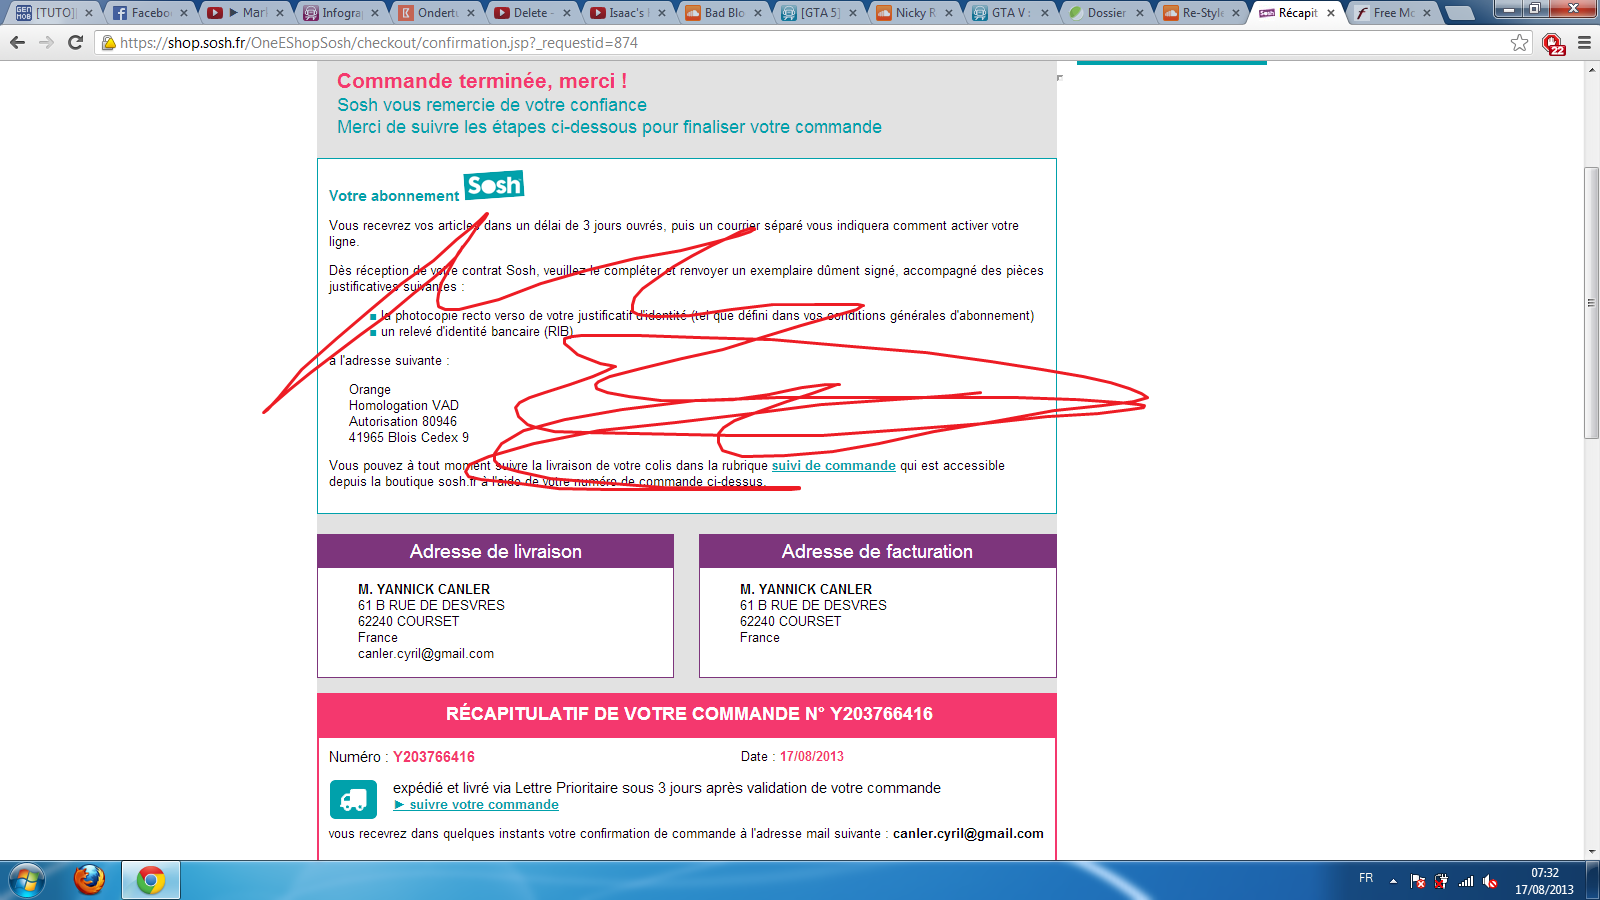 [TUTO]
Facebo
► Marl
Infograp
Ondertu
Delete -
Isaac's
Bad Blo
[GTA 5]
Nicky R
GTA V :
Dossier
Re-Style
Sosh Récapit
Free Mo
https://shop.sosh.fr/OneEShopSosh/checkout/confirmation.jsp?_requestid=874
22
Commande terminée, merci !
Sosh vous remercie de votre confiance
Merci de suivre les étapes ci-dessous pour finaliser votre commande
Votre abonnement Sosh
Vous recevrez vos articles dans un délai de 3 jours ouvrés, puis un courrier séparé vous indiquera comment activer votre
ligne.
Dès réception de votre contrat Sosh, veuillez le compléter et renvoyer un exemplaire dûment signé, accompagné des pièces
justificatives suivantes :
la photocopie recto verso de votre justificatif d'identité (tel que défini dans vos conditions générales d'abonnement)
un relevé d'identité bancaire (RIB)
à l'adresse suivante :
Orange
Homologation VAD
Autorisation 80946
41965 Blois Cedex 9
Vous pouvez à tout moment suivre la livraison de votre colis dans la rubrique suivi de commande qui est accessible
depuis la boutique sosh.fr à l'aide de votre numéro de commande ci-dessus.
Adresse de livraison
M. YANNICK CANLER
61 B RUE DE DESVRES
62240 COURSET
France
canler.cyril@gmail.com
Adresse de facturation
M. YANNICK CANLER
61 B RUE DE DESVRES
62240 COURSET
France
RÉCAPITULATIF DE VOTRE COMMANDE N° Y203766416
Numéro : Y203766416
Date : 17/08/2013
expédié et livré via Lettre Prioritaire sous 3 jours après validation de votre commande
► suivre votre commande
vous recevrez dans quelques instants votre confirmation de commande à l'adresse mail suivante : canler.cyril@gmail.com
FR
07:32
17/08/2013